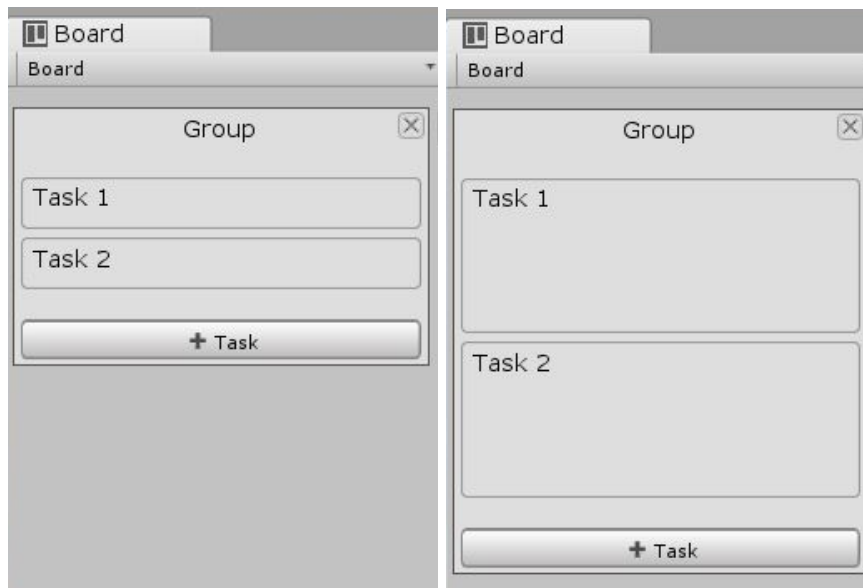 Board
Board
Group
Task 1
Task 2
+ Task
Board
Board
Group
Task 1
Task 2
+ Task